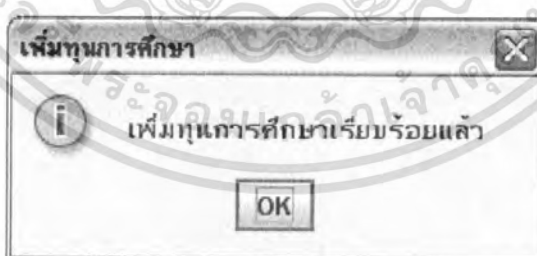 เพิ่มทุนการศึกษา
เพิ่มทุนการศึกษาเรียบร้อยแล้ว
OK